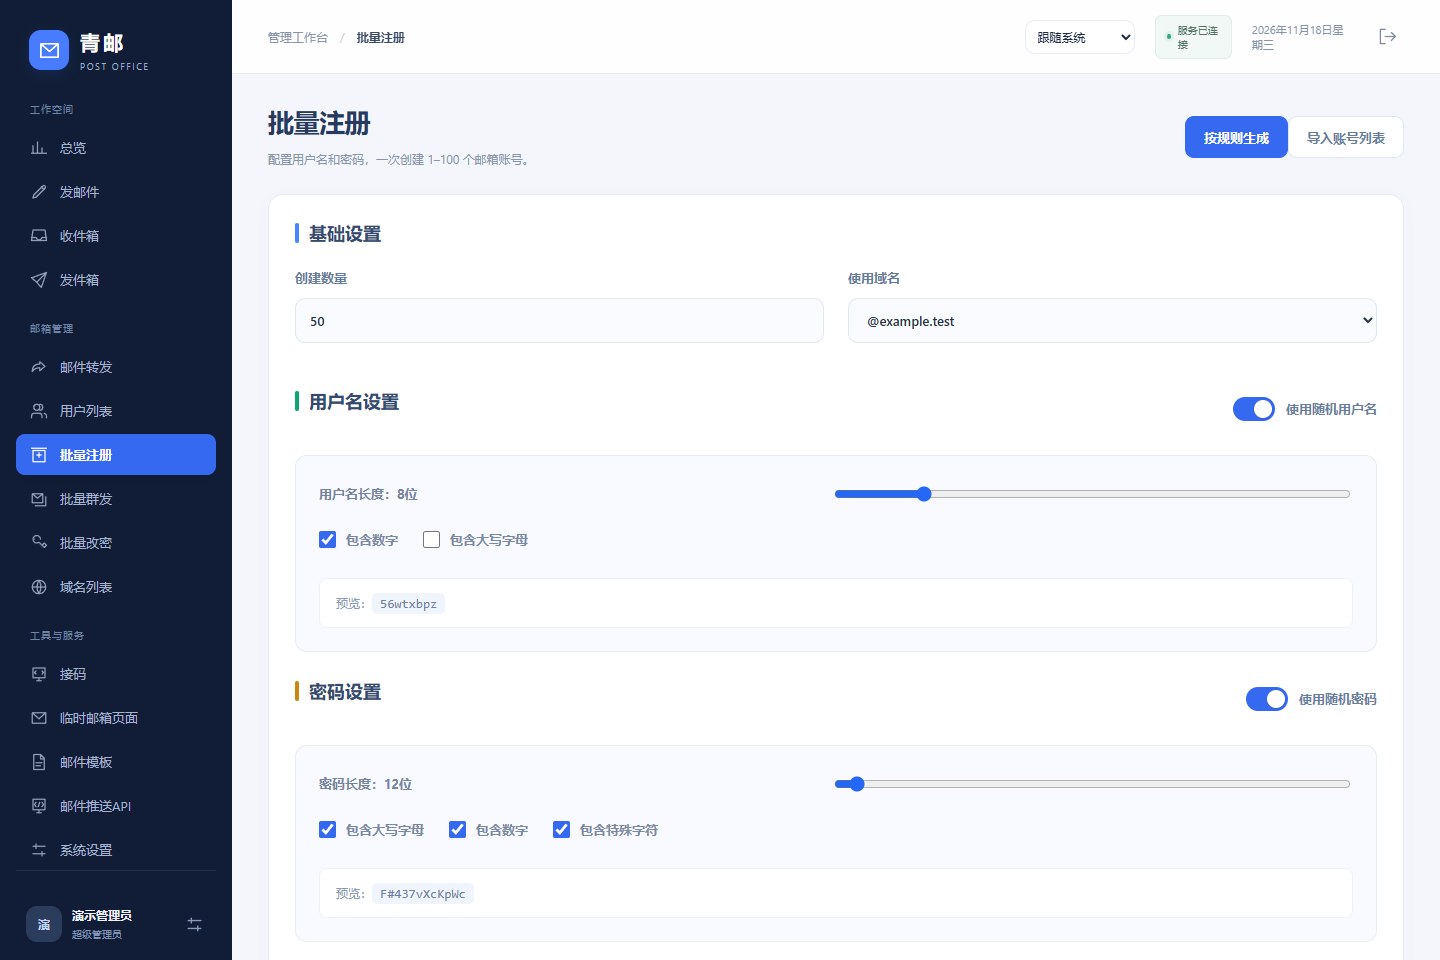 青邮
POST OFFICE
工作空间
总览
发邮件
收件箱
发件箱
邮箱管理
邮件转发
用户列表
批量注册
批量群发
批量改密
域名列表
工具与服务
接码
临时邮箱页面
邮件模板
邮件推送API
系统设置
演
演示管理员
超级管理员
管理工作台 / 批量注册
跟随系统
服务已连
接
2026年11月18日星
期三
批量注册
配置用户名和密码，一次创建 1–100 个邮箱账号。
按规则生成
导入账号列表
基础设置
创建数量
使用域名
50
@example.test
用户名设置
使用随机用户名
用户名长度：8位
包含数字
包含大写字母
预览：56wtxbpz
密码设置
使用随机密码
密码长度：12位
包含大写字母
包含数字
包含特殊字符
预览：F#437vXcKpWc